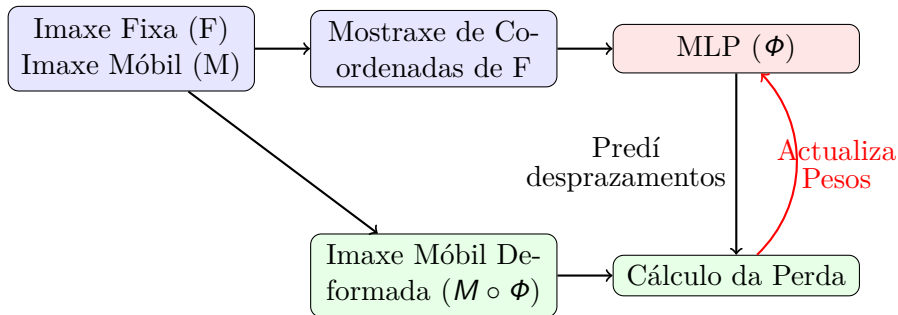 Imaxe Fixa (F)
Imaxe Móbil (M)
Mostraxe de Co-
ordenadas de F
MLP (Φ)
Predí
desprazamentos
Actualiza
Pesos
Imaxe Móbil De-
formada (M ∘ Φ)
Cálculo da Perda